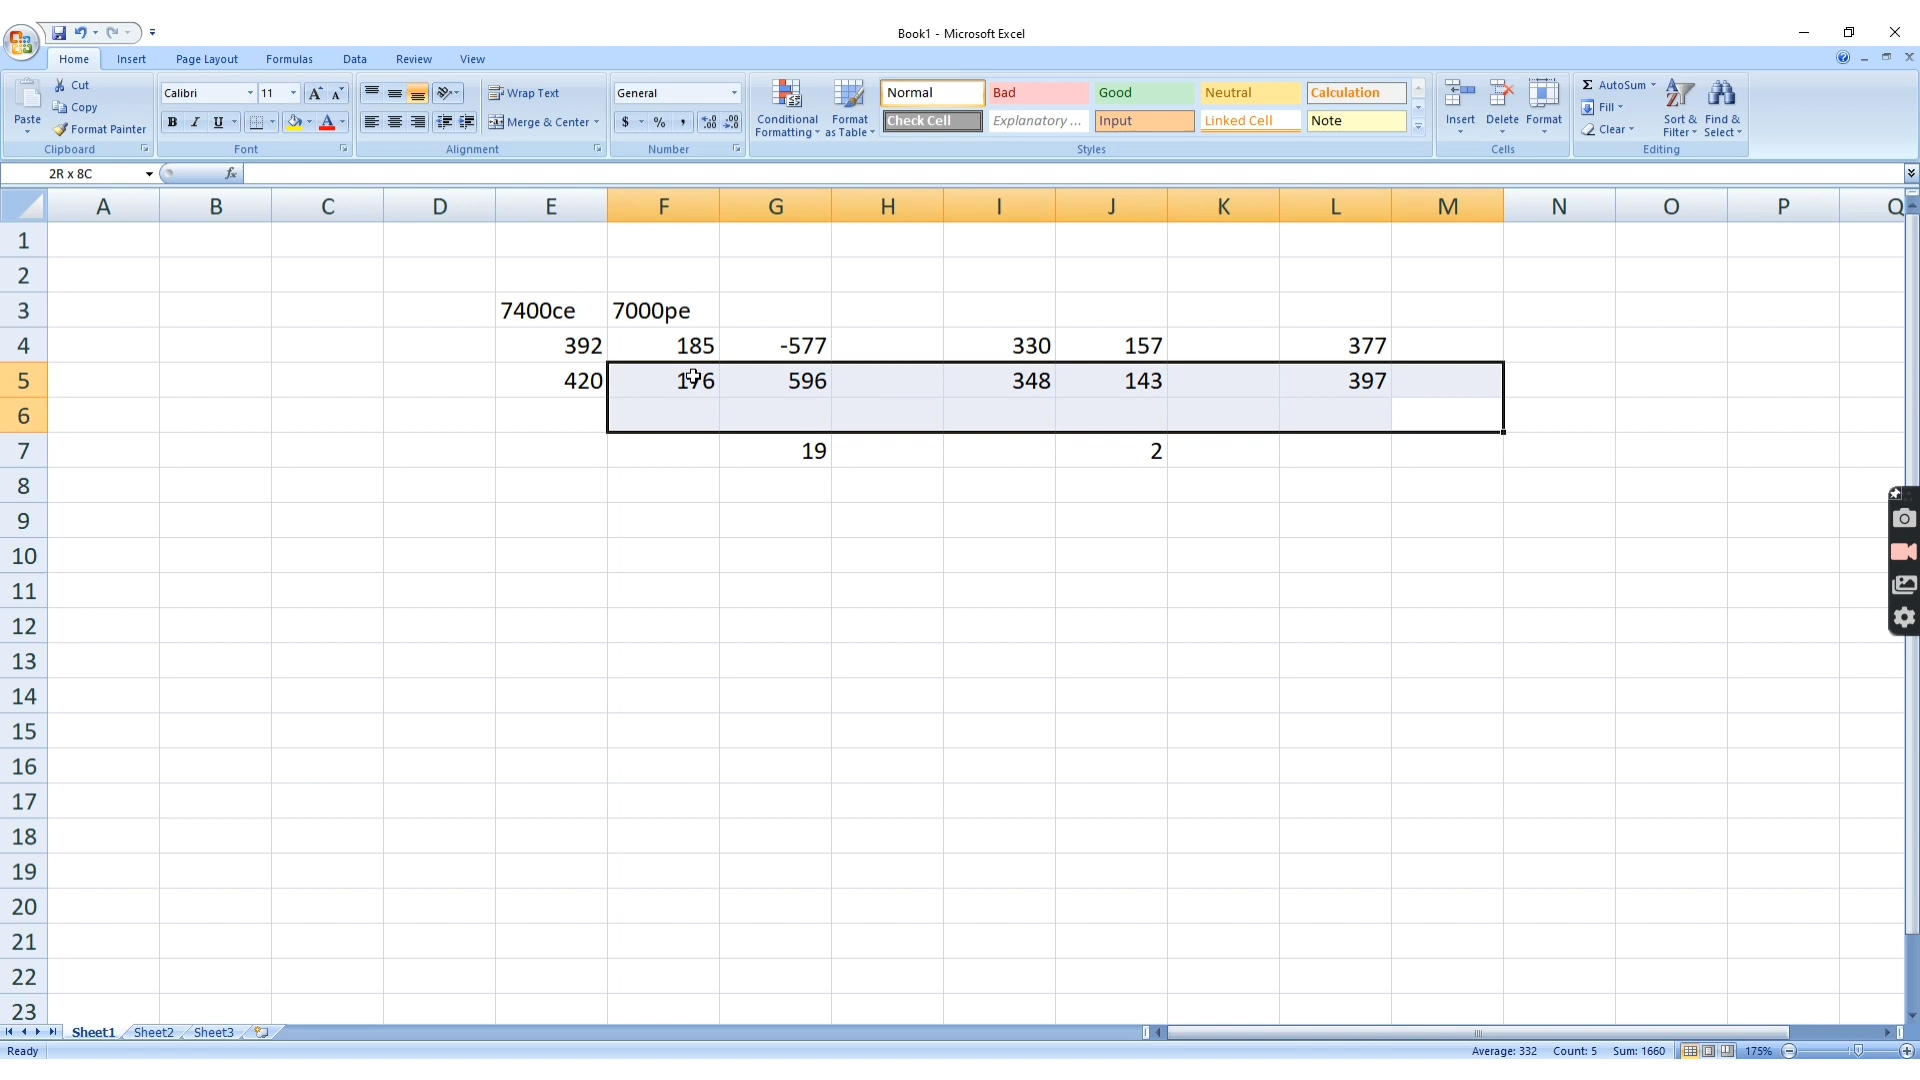 Book1 - Microsoft Excel
Home Insert Page Layout Formulas Data Review View
Paste Cut Copy Format Painter Clipboard
Calibri 11 A A B I U A Font
Wrap Text Merge & Center Alignment
General $ % , Number
Conditional Formatting Format as Table
Normal Bad Good Neutral Calculation
Check Cell Explanatory ... Input Linked Cell Note
Styles
Insert Delete Format Cells
Σ AutoSum Fill Clear Sort & Filter Find & Select Editing
2R x 8C fx
A B C D E F G H I J K L M N O P Q
1
2
3 7400ce 7000pe
4 392 185 -577 330 157 377
5 420 176 596 348 143 397
6
7 19 2
8
9
10
11
12
13
14
15
16
17
18
19
20
21
22
23
Sheet1 Sheet2 Sheet3
Ready Average: 332 Count: 5 Sum: 1660 175%